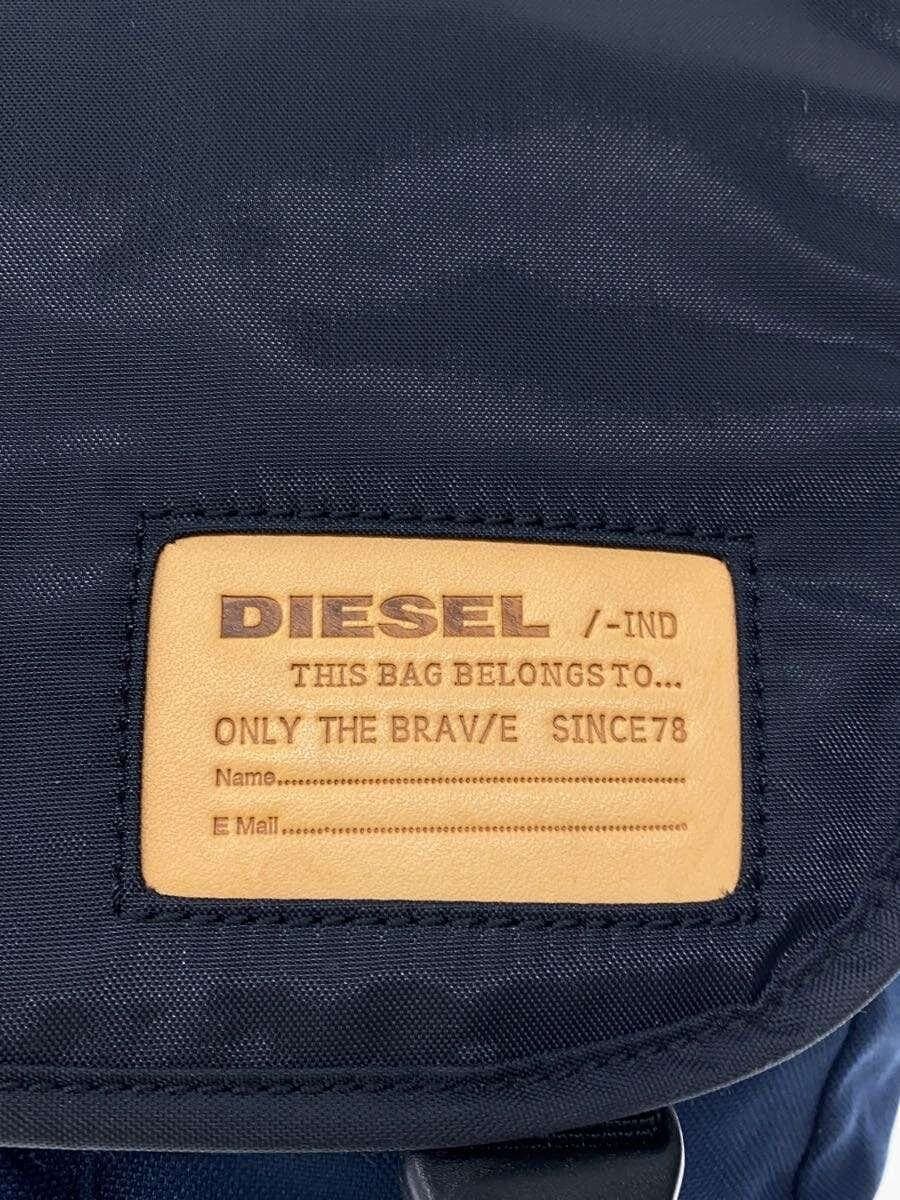 DIESEL /-IND
THIS BAG BELONGS TO...
ONLY THE BRAV/E SINCE78
Name..............................
E Mail..............................